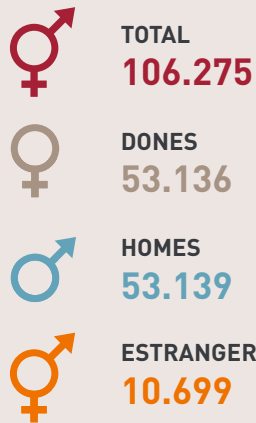 TOTAL
106.275
DONES
53.136
HOMES
53.139
ESTRANGER
10.699